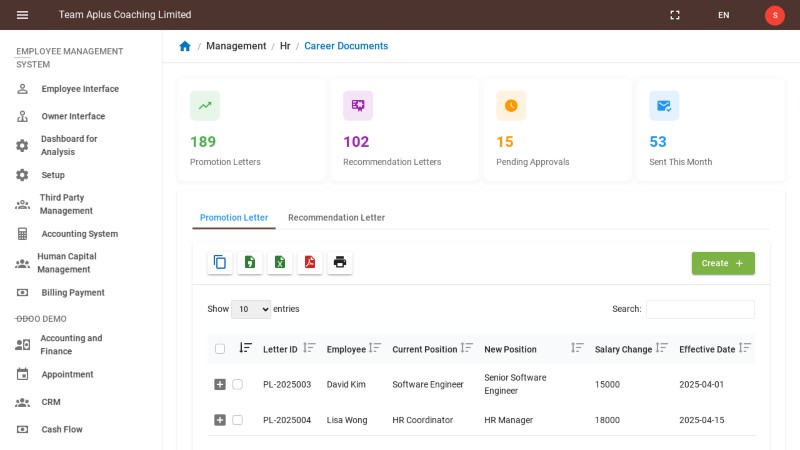 Team Aplus Coaching Limited
EN
S
EMPLOYEE MANAGEMENT
SYSTEM
Employee Interface
Owner Interface
Dashboard for
Analysis
Setup
Third Party
Management
Accounting System
Human Capital
Management
Billing Payment
ODOO DEMO
Accounting and
Finance
Appointment
CRM
Cash Flow
/ Management / Hr / Career Documents
189
Promotion Letters
102
Recommendation Letters
15
Pending Approvals
53
Sent This Month
Promotion Letter
Recommendation Letter
Create +
Show 10 entries
Search:
Letter ID Employee Current Position New Position Salary Change Effective Date
PL-2025003 David Kim Software Engineer Senior Software Engineer 15000 2025-04-01
PL-2025004 Lisa Wong HR Coordinator HR Manager 18000 2025-04-15